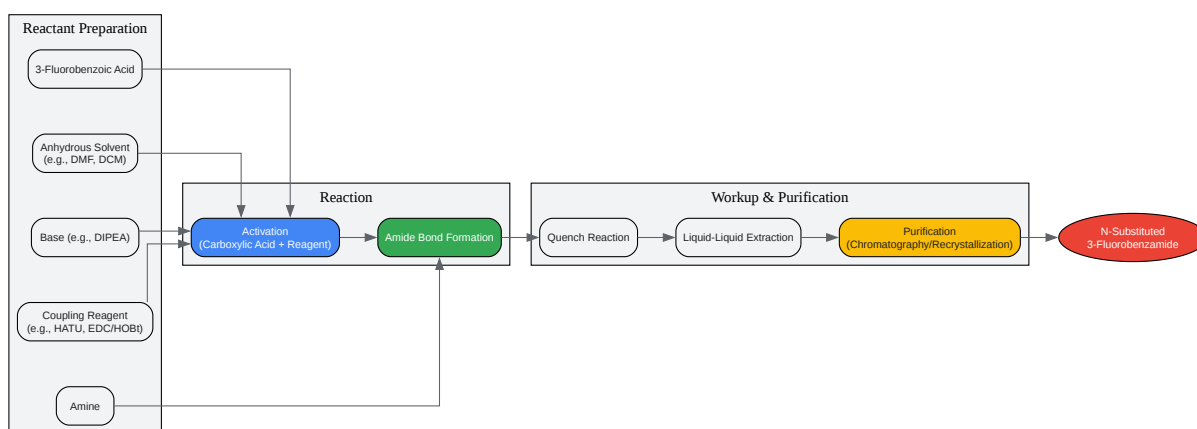 Reactant Preparation
3-Fluorobenzoic Acid
Anhydrous Solvent
(e.g., DMF, DCM)
Base (e.g., DIPEA)
Coupling Reagent
(e.g., HATU, EDC/HOBt)
Amine
Reaction
Activation
(Carboxylic Acid + Reagent)
Amide Bond Formation
Workup & Purification
Quench Reaction
Liquid-Liquid Extraction
Purification
(Chromatography/Recrystallization)
N-Substituted
3-Fluorobenzamide